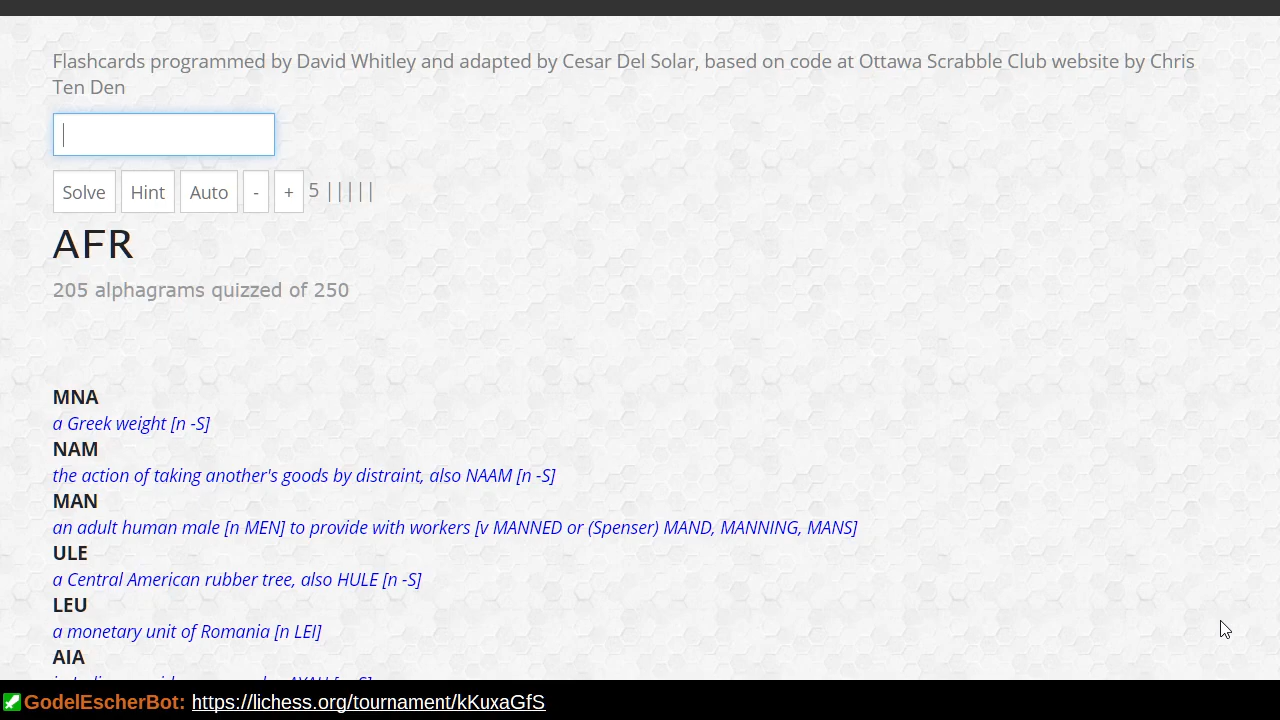 Flashcards programmed by David Whitley and adapted by Cesar Del Solar, based on code at Ottawa Scrabble Club website by Chris
Ten Den
Solve Hint Auto - + 5 |||||
AFR
205 alphagrams quizzed of 250
MNA
a Greek weight [n -S]
NAM
the action of taking another's goods by distraint, also NAAM [n -S]
MAN
an adult human male [n MEN] to provide with workers [v MANNED or (Spenser) MAND, MANNING, MANS]
ULE
a Central American rubber tree, also HULE [n -S]
LEU
a monetary unit of Romania [n LEI]
AIA
GodelEscherBot: https://lichess.org/tournament/kKuxaGfS